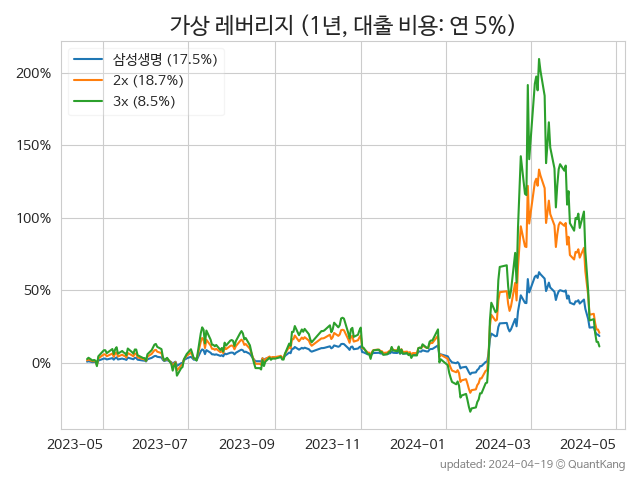 가상 레버리지 (1년, 대출 비용: 연 5%)
삼성생명 (17.5%)
2x (18.7%)
3x (8.5%)
200%
150%
100%
50%
0%
2023-05 2023-07 2023-09 2023-11 2024-01 2024-03 2024-05
updated: 2024-04-19 © QuantKang